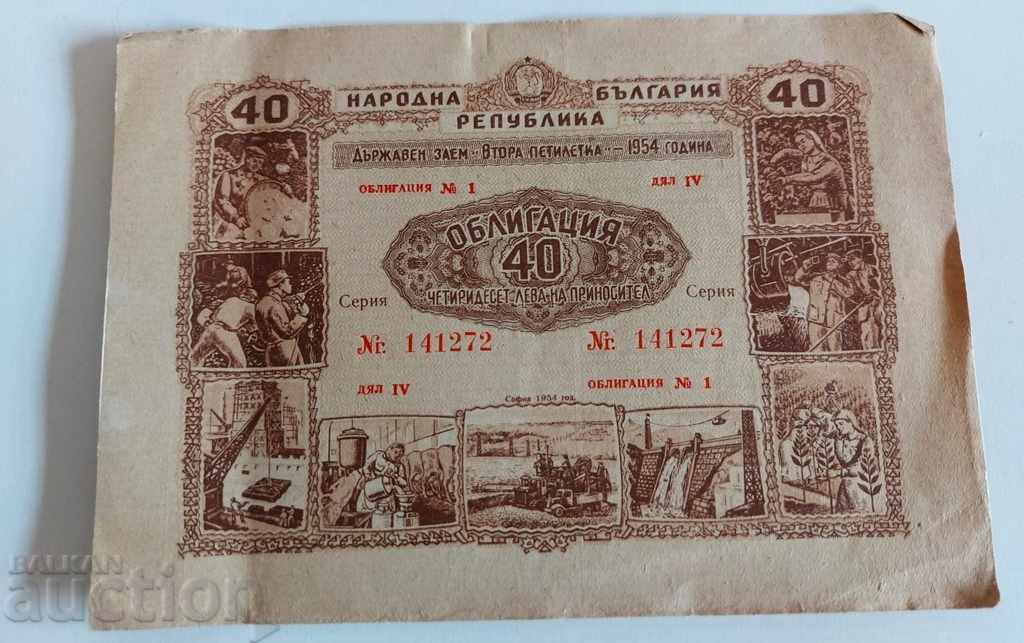 40 НАРОДНА БЪЛГАРИЯ 40
РЕПУБЛИКА
ДЪРЖАВЕН ЗАЕМ „ВТОРА ПЕТИЛЕТКА" – 1954 ГОДИНА
ОБЛИГАЦИЯ № 1 ДЯЛ IV
ОБЛИГАЦИЯ
40
ЧЕТИРИДЕСЕТ ЛЕВА НА ПРИНОСИТЕЛ
Серия Серия
№: 141272 №: 141272
ДЯЛ IV ОБЛИГАЦИЯ № 1
София 1954 год.
BALKAN
auction